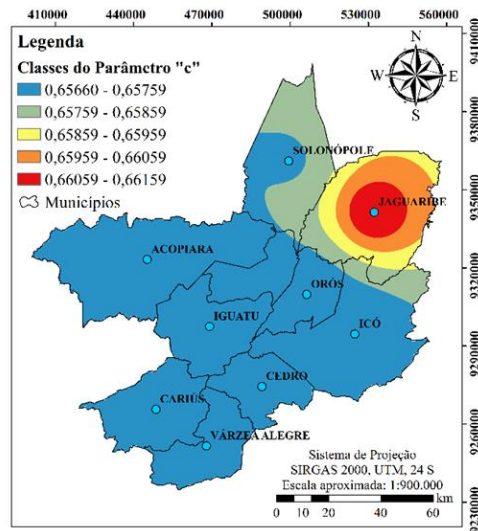 410000 440000 470000 500000 530000 560000
Legenda
Classes do Parâmetro "c"
0,65660 - 0,65759
0,65759 - 0,65859
0,65859 - 0,65959
0,65959 - 0,66059
0,66059 - 0,66159
Municípios
N
W E
S
9410000
9380000
9350000
9320000
9290000
9260000
9230000
SOLONÓPOLE
JAGUARIBE
ACOPIARA
ORÓS
IGUATU
ICÓ
CEDRO
CARIÚS
VÁRZEA ALEGRE
Sistema de Projeção
SIRGAS 2000, UTM, 24 S
Escala aproximada: 1:900.000
km
0 10 20 40 60